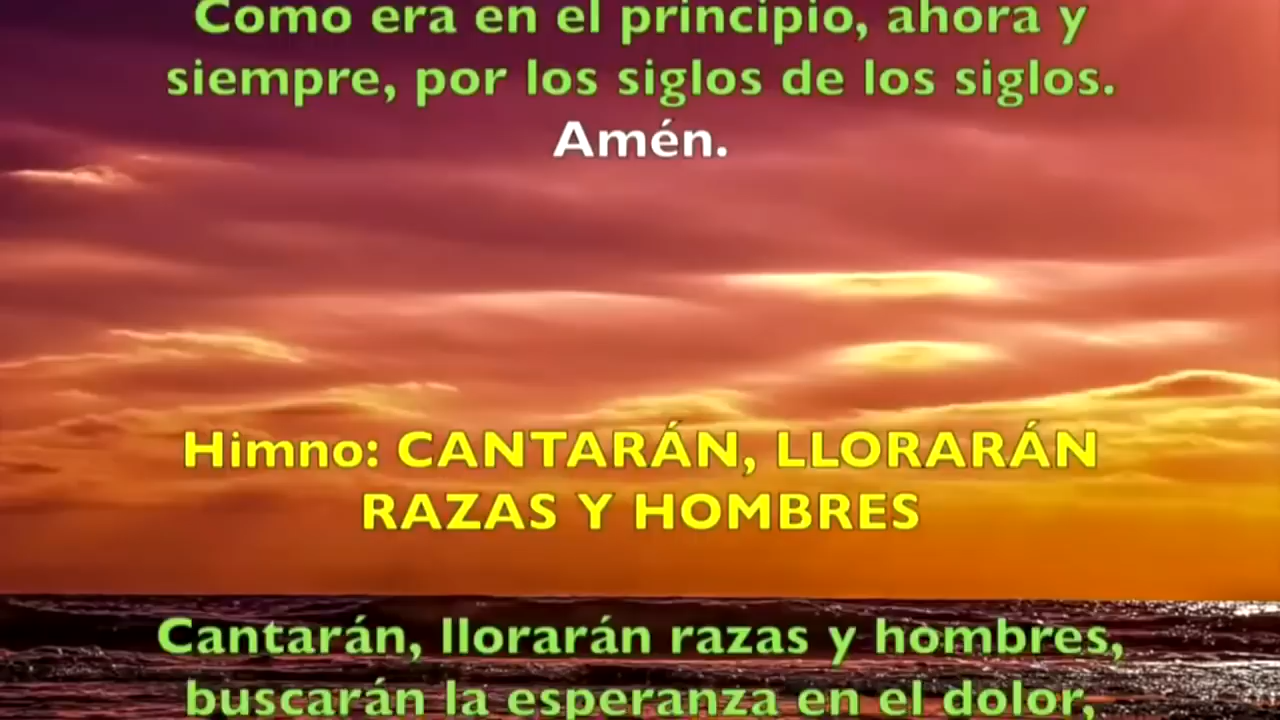 Como era en el principio, ahora y
siempre, por los siglos de los siglos.
Amén.
Himno: CANTARÁN, LLORARÁN
RAZAS Y HOMBRES
Cantarán, llorarán razas y hombres,
buscarán la esperanza en el dolor,